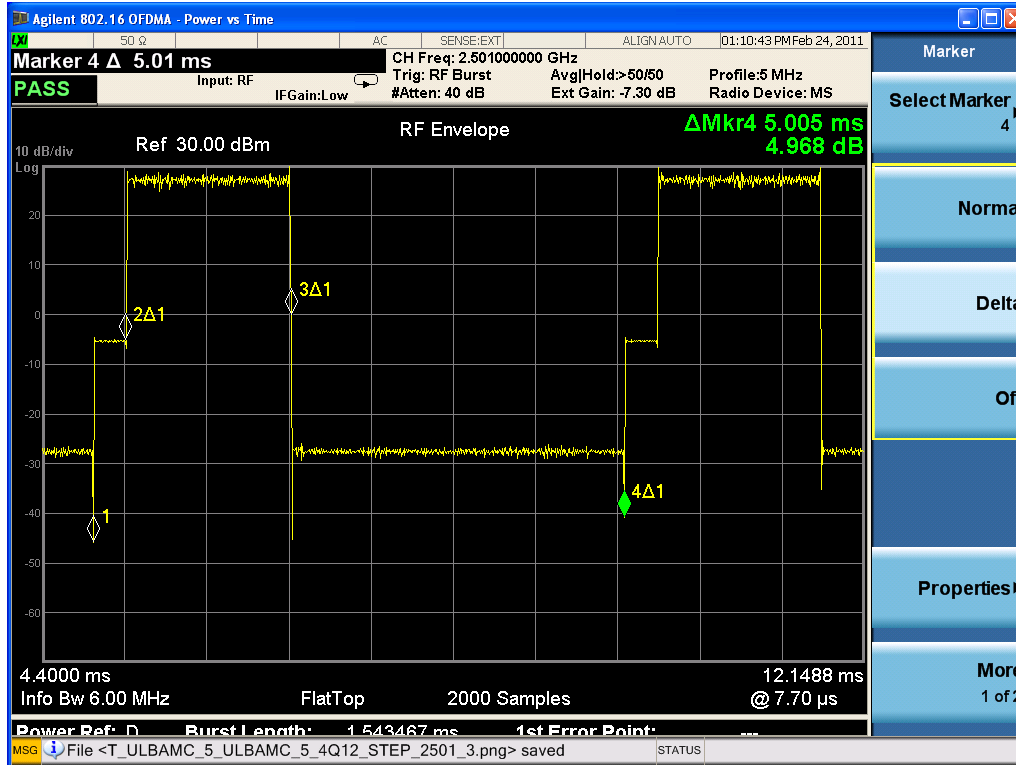 Agilent 802.16 OFDMA - Power vs Time
LXI 50 Ω AC SENSE:EXT ALIGN AUTO 01:10:43 PM Feb 24, 2011
Marker 4 Δ 5.01 ms
PASS
Input: RF
IFGain:Low
CH Freq: 2.501000000 GHz
Trig: RF Burst Avg|Hold:>50/50 Profile:5 MHz
#Atten: 40 dB Ext Gain: -7.30 dB Radio Device: MS
RF Envelope
ΔMkr4 5.005 ms
4.968 dB
10 dB/div Ref 30.00 dBm
Log
20
10
0
-10
-20
-30
-40
-50
-60
1
2Δ1
3Δ1
4Δ1
4.4000 ms 12.1488 ms
Info Bw 6.00 MHz FlatTop 2000 Samples @ 7.70 µs
Power Ref: D Burst Length: 1.543467 ms 1st Error Point: ---
MSG File <T_ULBAMC_5_ULBAMC_5_4Q12_STEP_2501_3.png> saved STATUS
Marker
Select Marker
4
Norma
Delta
Of
Properties
More
1 of 2